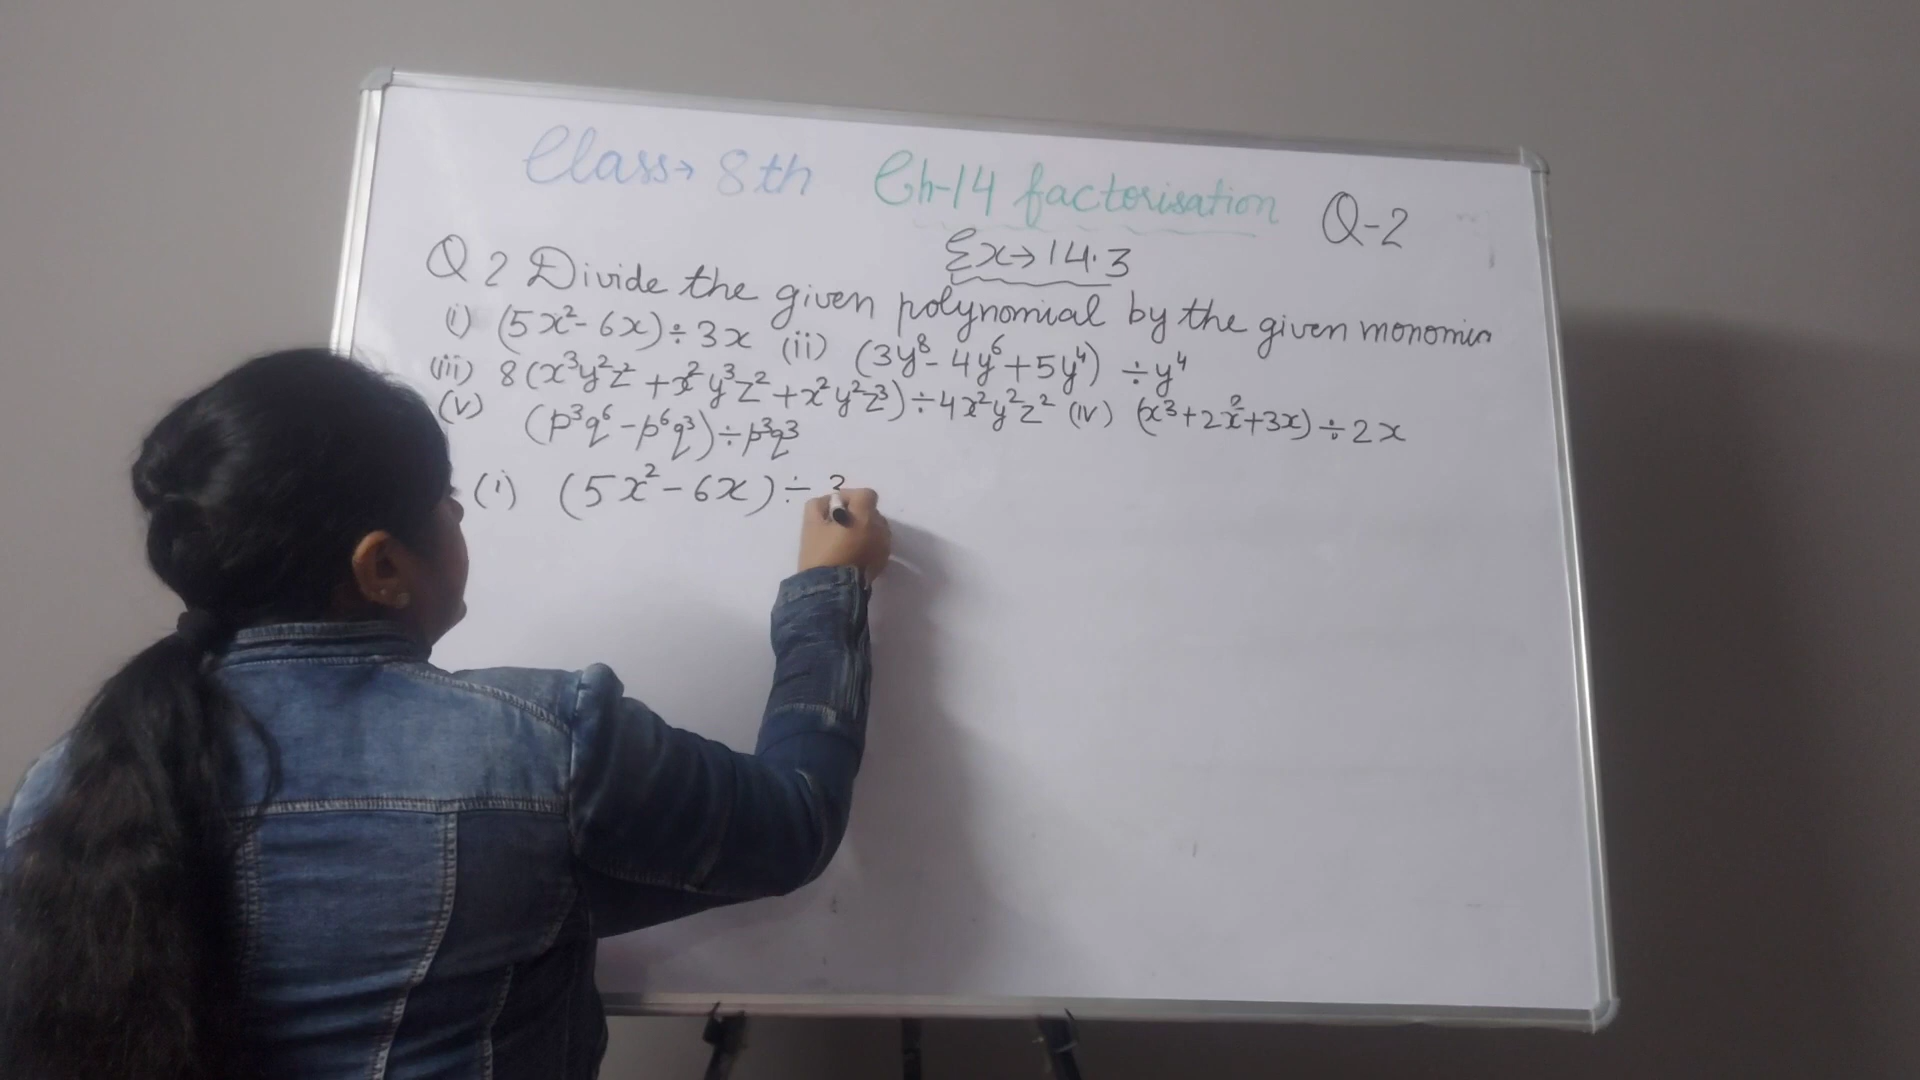 Class→ 8th Ch-14 factorisation Q-2
Ex→14.3
Q 2 Divide the given polynomial by the given monomia
(i) (5x²-6x)÷3x (ii) (3y⁸-4y⁶+5y⁴) ÷y⁴
(iii) 8(x³y²z²+x²y³z²+x²y²z³)÷4x²y²z² (iv) (x³+2x²+3x)÷2x
(v) (p³q⁶-p⁶q³)÷p³q³
(i) (5x²-6x)÷ 3